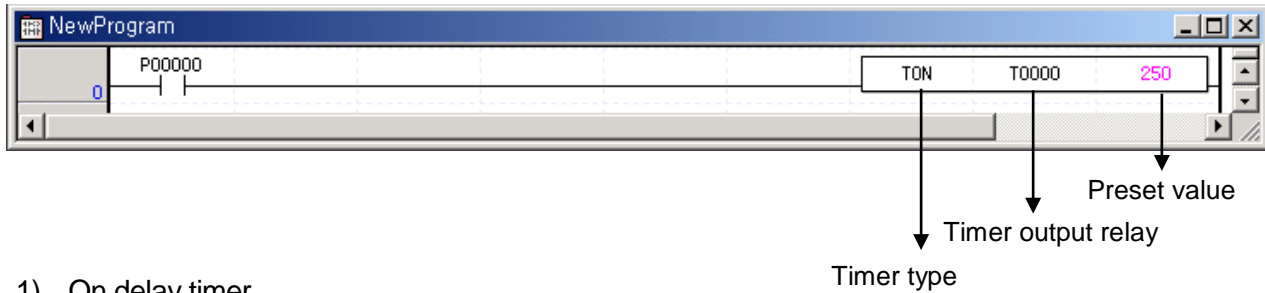 NewProgram
P00000
TON T0000 250
0
Preset value
Timer output relay
Timer type
1) On delay timer